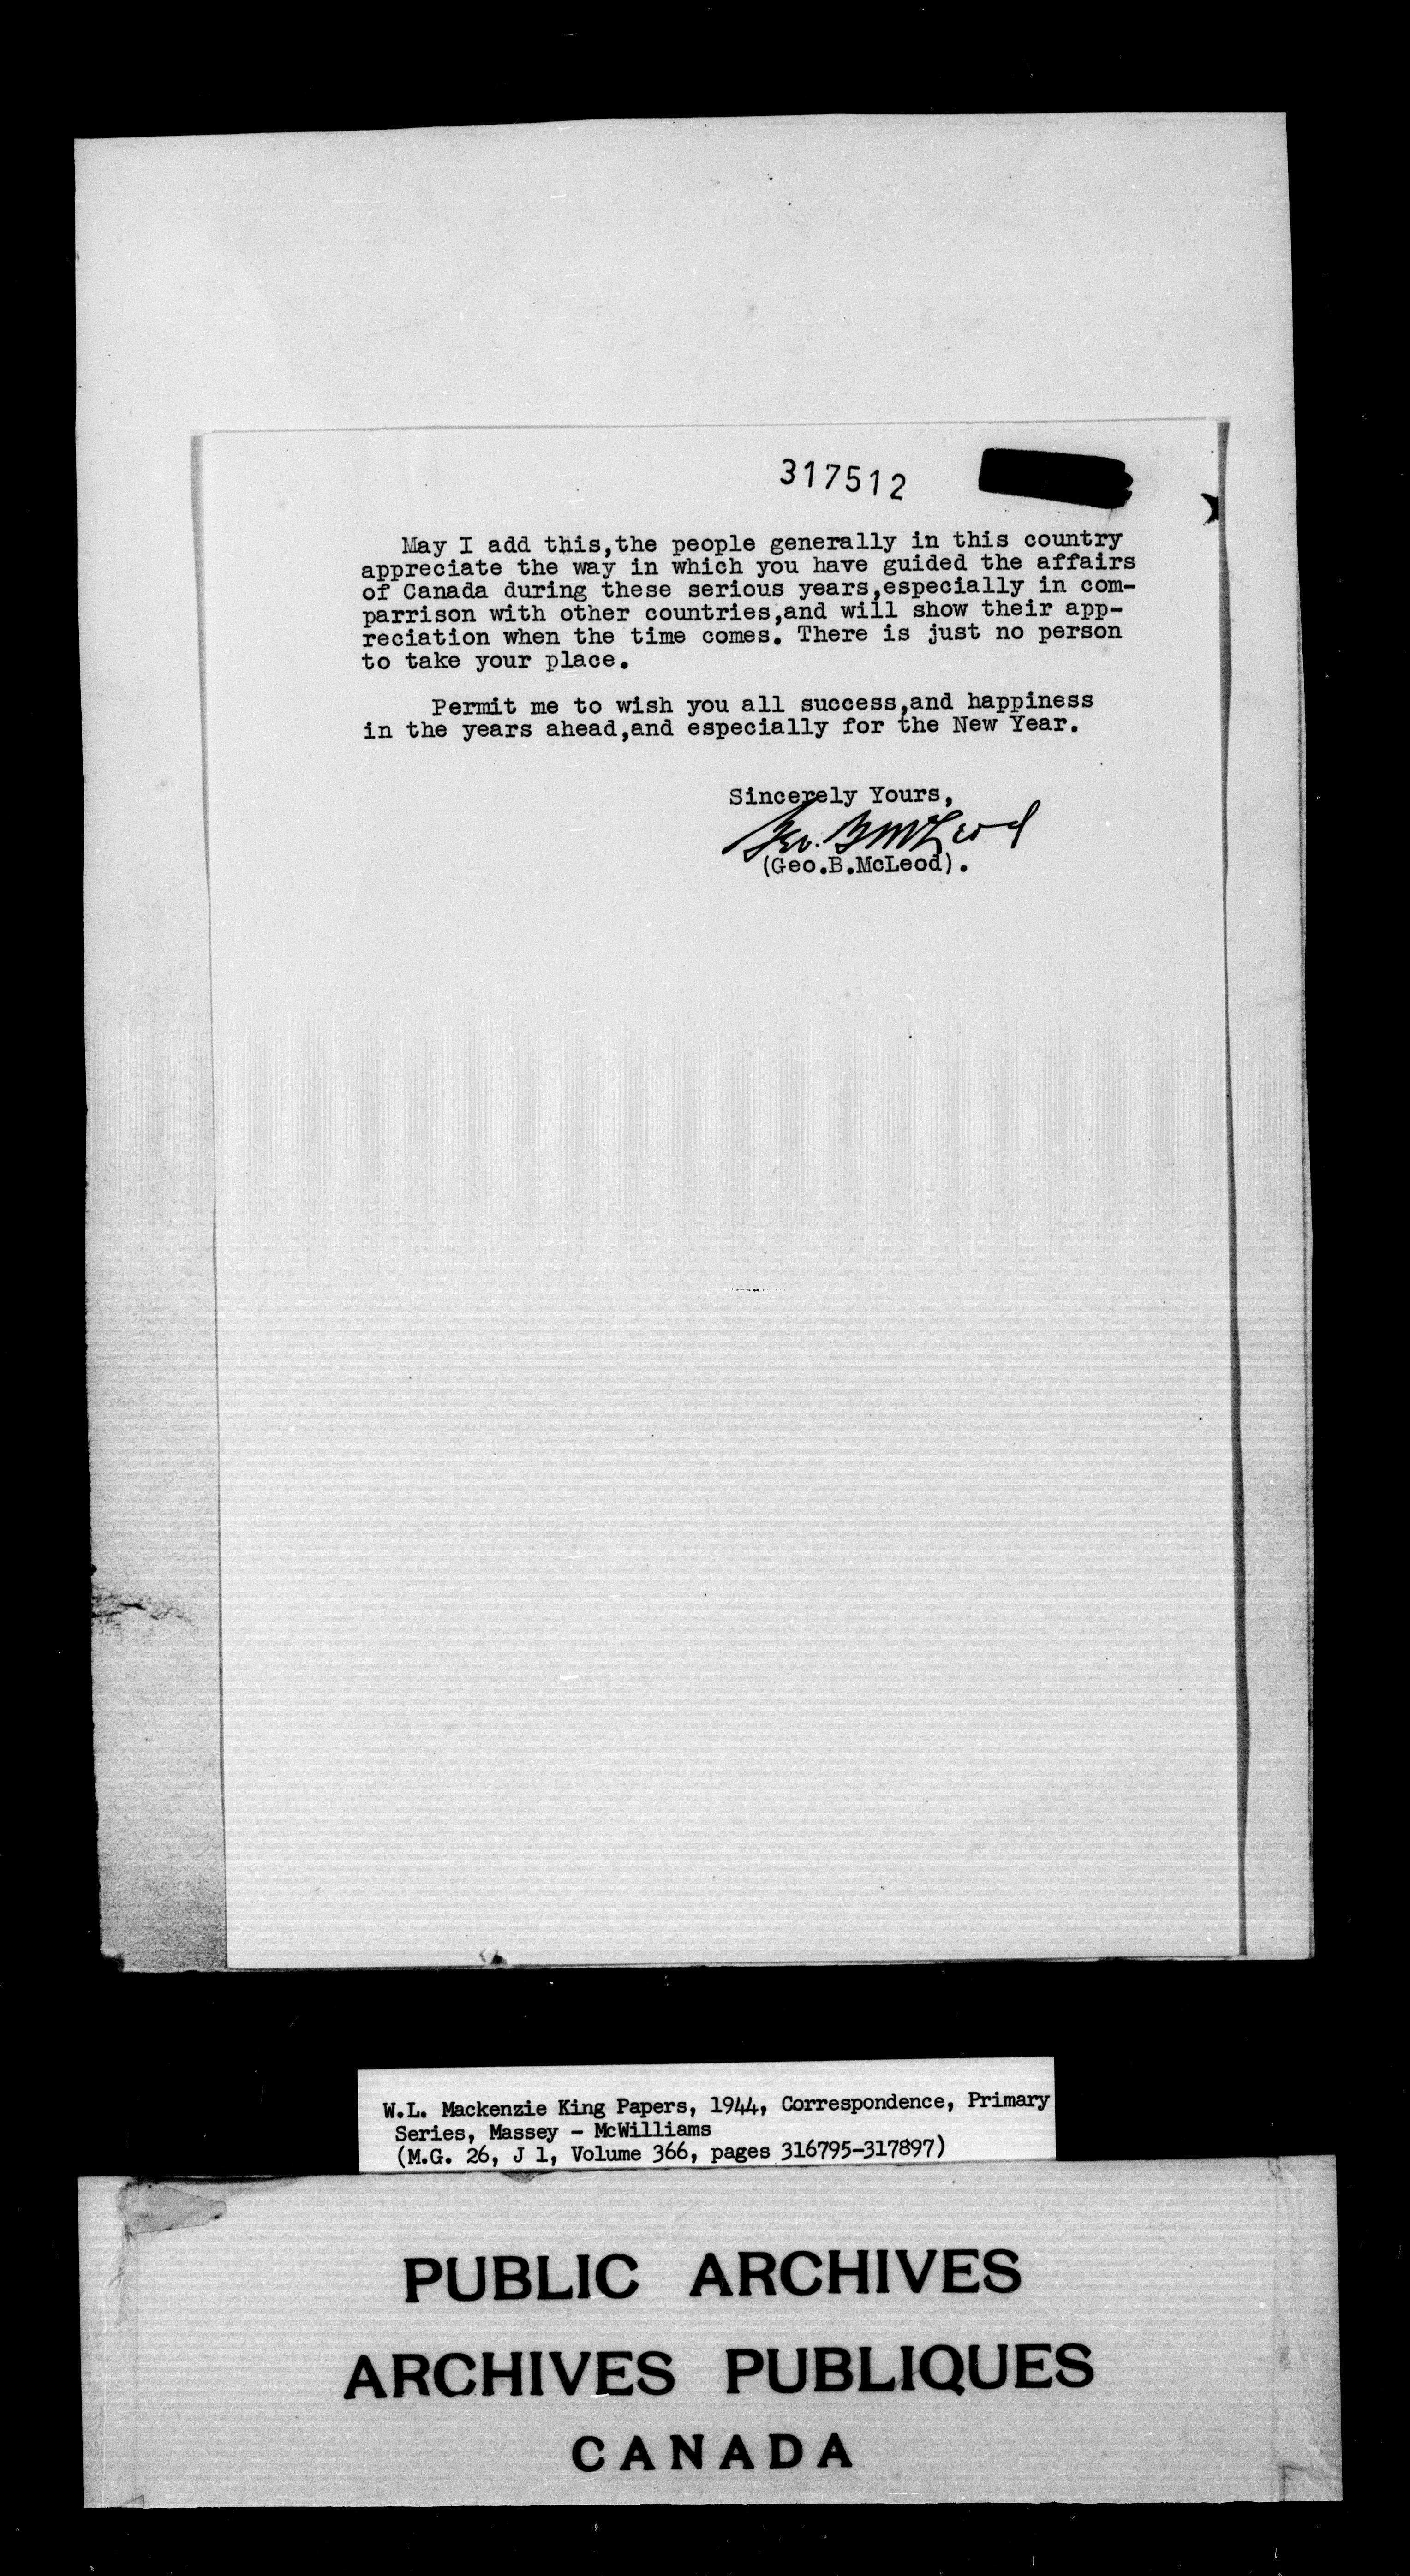 317512
May I add this,the people generally in this country
appreciate the way in which you have guided the affairs
of Canada during these serious years,especially in com-
parrison with other countries,and will show their app-
reciation when the time comes. There is just no person
to take your place.
Permit me to wish you all success,and happiness
in the years ahead,and especially for the New Year.
Sincerely Yours,
Geo. B McLeod
(Geo.B.McLeod).
W.L. Mackenzie King Papers, 1944, Correspondence, Primary
Series, Massey - McWilliams
(M.G. 26, J 1, Volume 366, pages 316795-317897)
PUBLIC ARCHIVES
ARCHIVES PUBLIQUES
CANADA